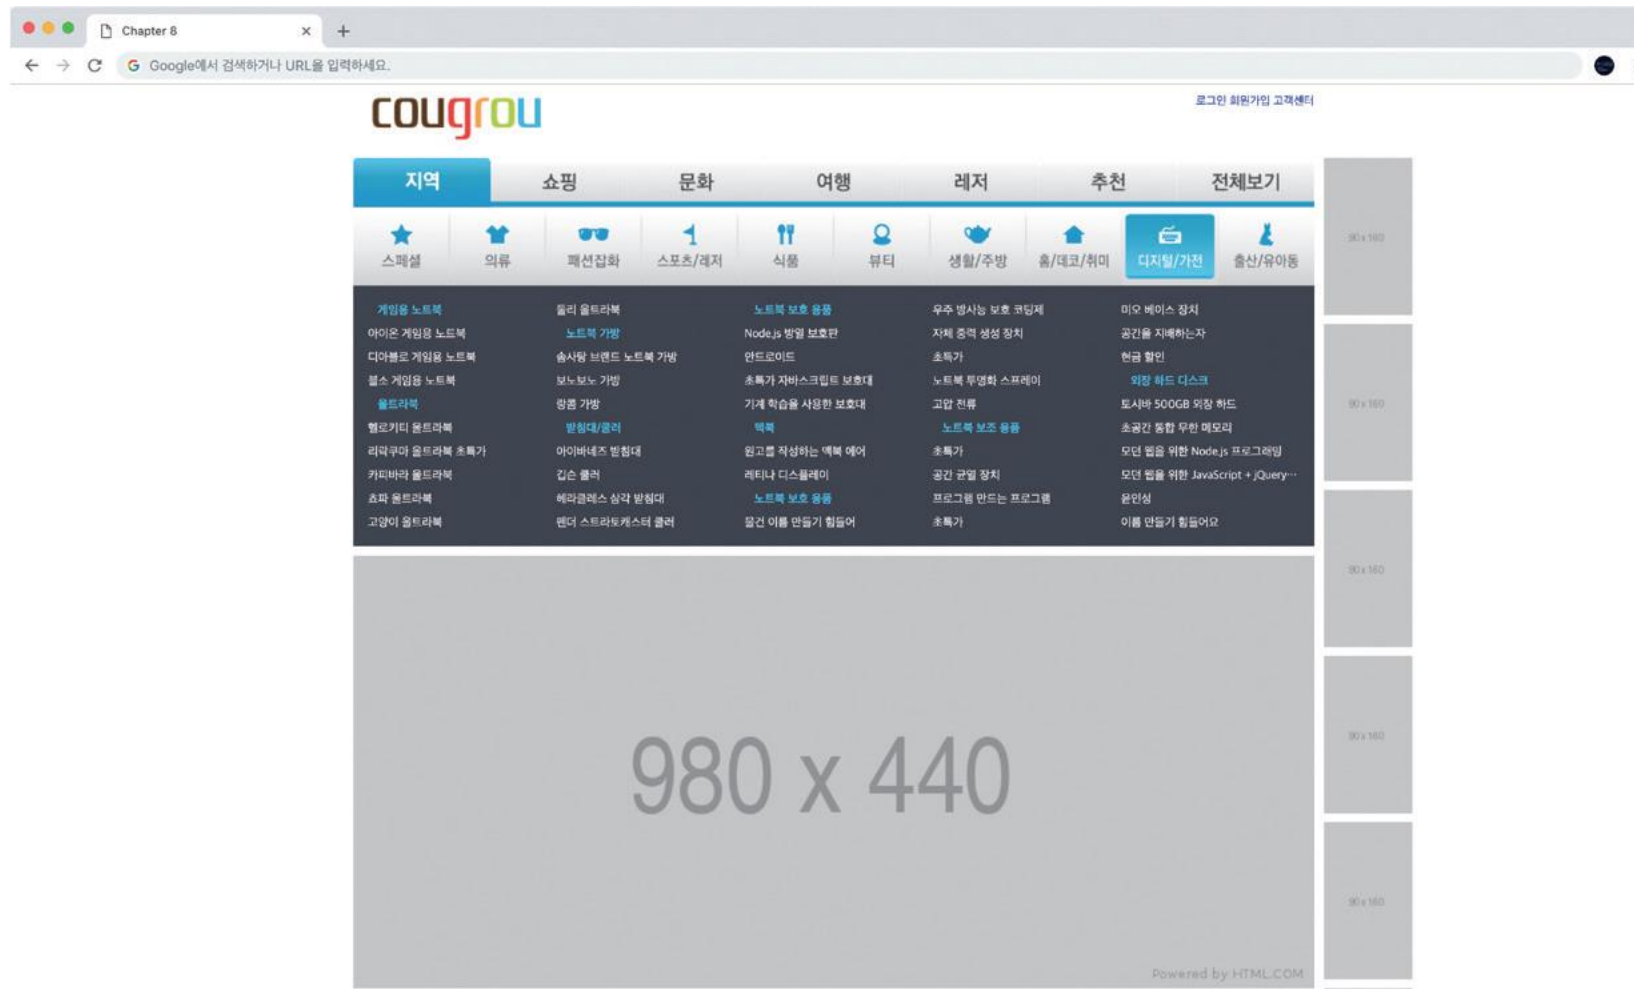 Chapter 8
Google에서 검색하거나 URL을 입력하세요.
cougrou
로그인 회원가입 고객센터
지역 쇼핑 문화 여행 레저 추천 전체보기
스페셜 의류 패션잡화 스포츠/레저 식품 뷰티 생활/주방 홈/데코/취미 디지털/가전 출산/유아동
게임용 노트북 둘리 울트라북 노트북 보호 용품 우주 방사능 보호 코팅제 미오 베이스 장치
아이온 게임용 노트북 노트북 가방 Node.js 방열 보호판 자체 중력 생성 장치 공간을 지배하는자
디아블로 게임용 노트북 솜사탕 브랜드 노트북 가방 안드로이드 초특가 현금 할인
블소 게임용 노트북 보노보노 가방 초특가 자바스크립트 보호대 노트북 투명화 스프레이 외장 하드 디스크
울트라북 랑콤 가방 기계 학습을 사용한 보호대 고압 전류 토시바 500GB 외장 하드
헬로키티 울트라북 받침대/쿨러 맥북 노트북 보조 용품 초공간 통합 무한 메모리
리락쿠마 울트라북 초특가 아이바네즈 받침대 원고를 작성하는 맥북 에어 초특가 모던 웹을 위한 Node.js 프로그래밍
카피바라 울트라북 깁슨 쿨러 레티나 디스플레이 공간 균열 장치 모던 웹을 위한 JavaScript + jQuery…
쵸파 울트라북 헤라클레스 삼각 받침대 노트북 보호 용품 프로그램 만드는 프로그램 윤인성
고양이 울트라북 펜더 스트라토캐스터 쿨러 물건 이름 만들기 힘들어 초특가 이름 만들기 힘들어요
90 x 160
90 x 160
90 x 160
90 x 160
980 x 440
90 x 160
Powered by HTML.COM